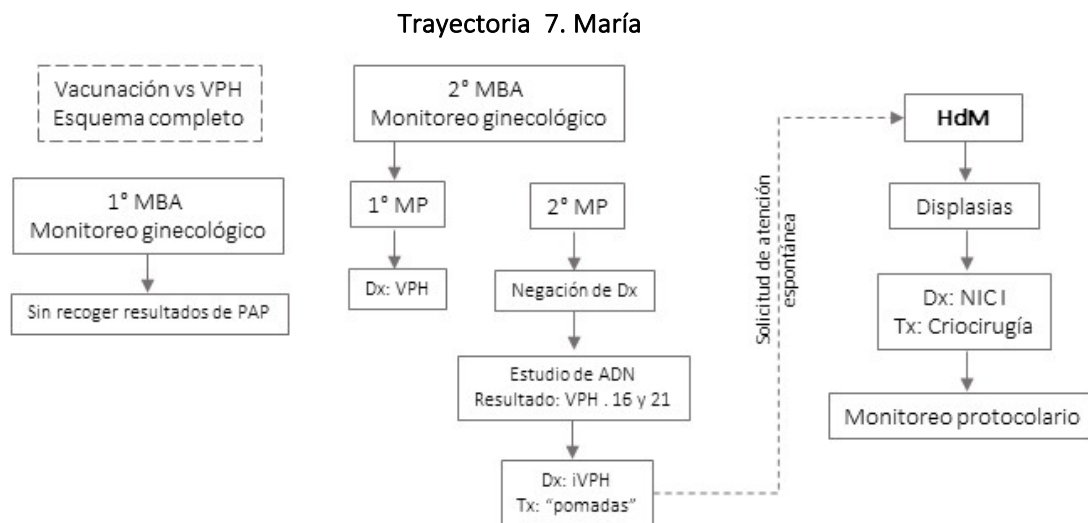 Trayectoria 7. María
Vacunación vs VPH
Esquema completo
1° MBA
Monitoreo ginecológico
Sin recoger resultados de PAP
2° MBA
Monitoreo ginecológico
1° MP
Dx: VPH
2° MP
Negación de Dx
Estudio de ADN
Resultado: VPH . 16 y 21
Dx: iVPH
Tx: “pomadas”
Solicitud de atención
espontánea
HdM
Displasias
Dx: NIC I
Tx: Criocirugía
Monitoreo protocolario